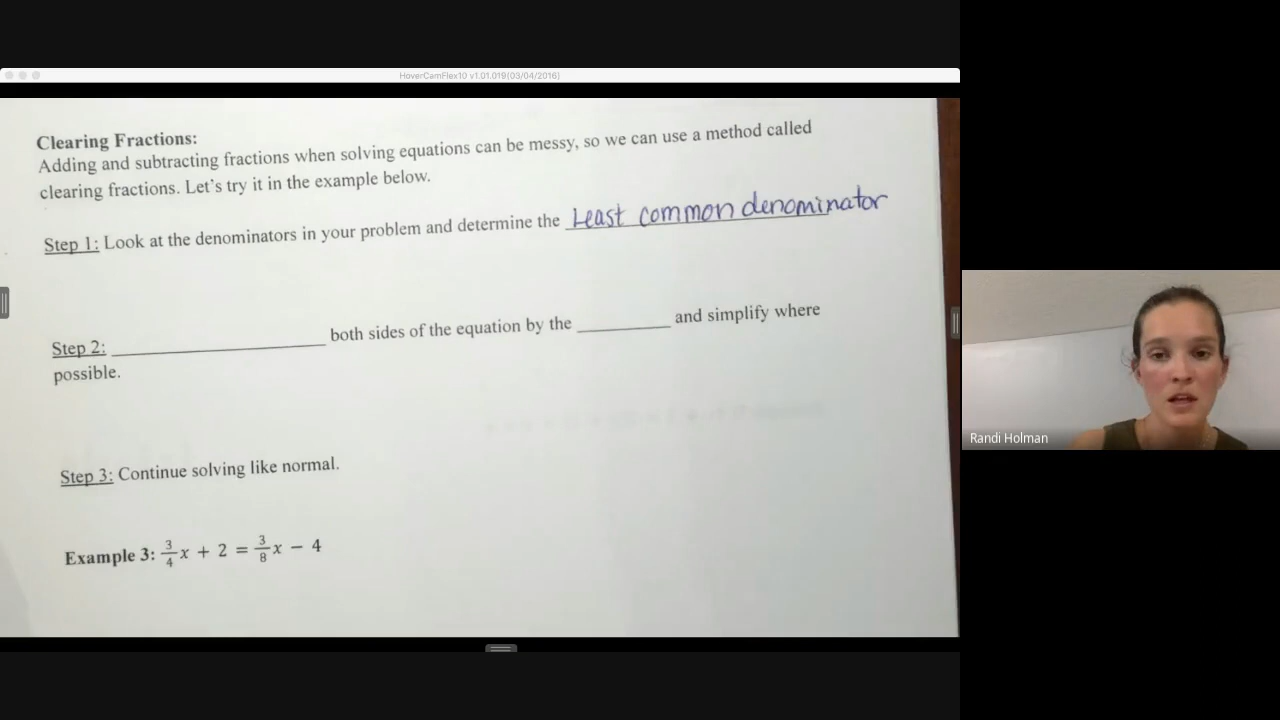 HoverCamFlex10 v1.01.019(03/04/2016)
Clearing Fractions:
Adding and subtracting fractions when solving equations can be messy, so we can use a method called
clearing fractions. Let's try it in the example below.
Step 1: Look at the denominators in your problem and determine the Least common denominator
Step 2: ____________________ both sides of the equation by the _________ and simplify where
possible.
Step 3: Continue solving like normal.
Example 3: 3/4 x + 2 = 3/8 x − 4
Randi Holman